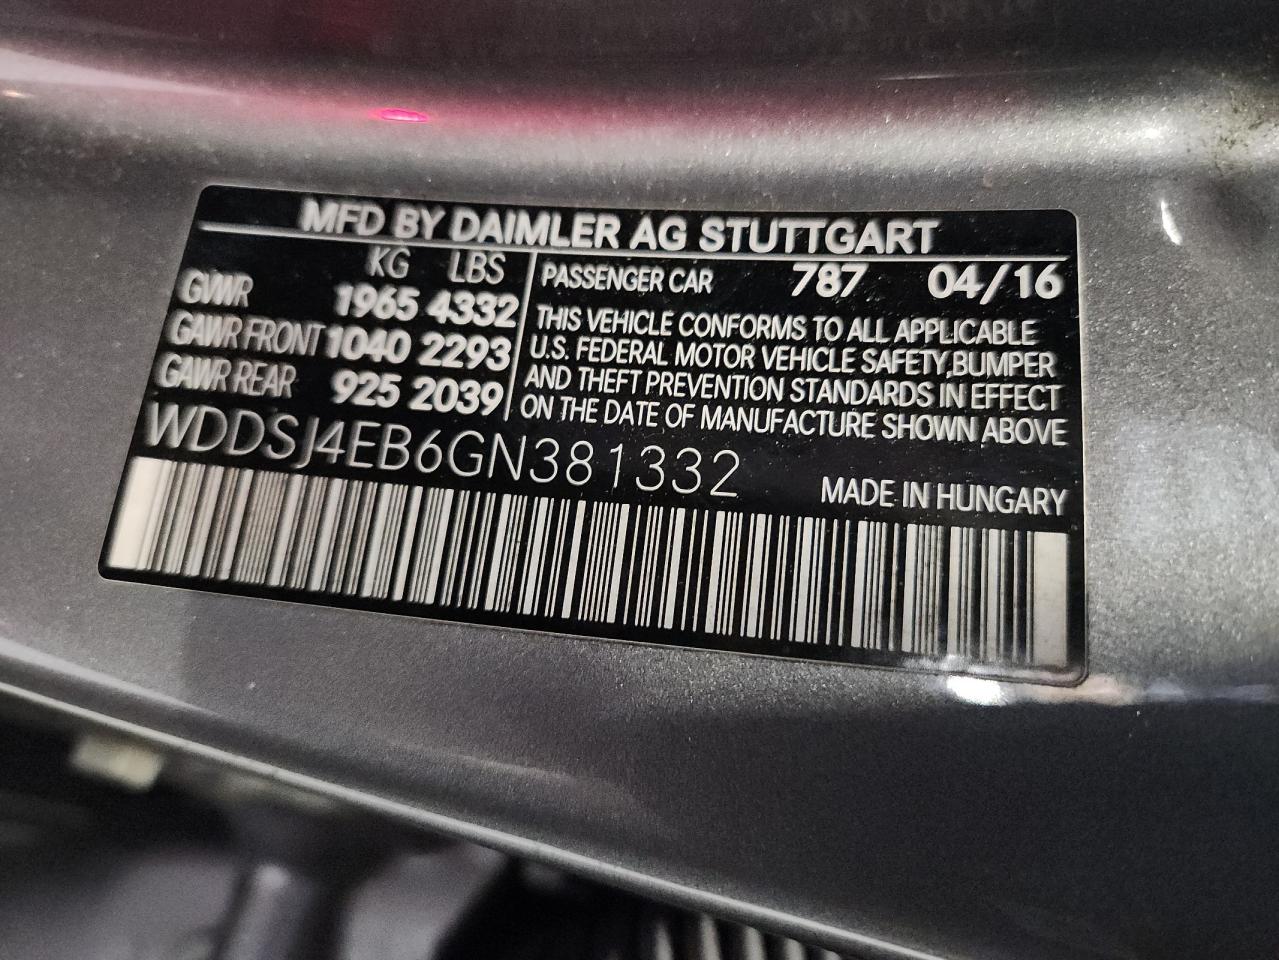 MFD BY DAIMLER AG STUTTGART
KG LBS
GVWR 1965 4332
GAWR FRONT 1040 2293
GAWR REAR 925 2039
PASSENGER CAR 787 04/16
THIS VEHICLE CONFORMS TO ALL APPLICABLE
U.S. FEDERAL MOTOR VEHICLE SAFETY, BUMPER
AND THEFT PREVENTION STANDARDS IN EFFECT
ON THE DATE OF MANUFACTURE SHOWN ABOVE
WDDSJ4EB6GN381332
MADE IN HUNGARY